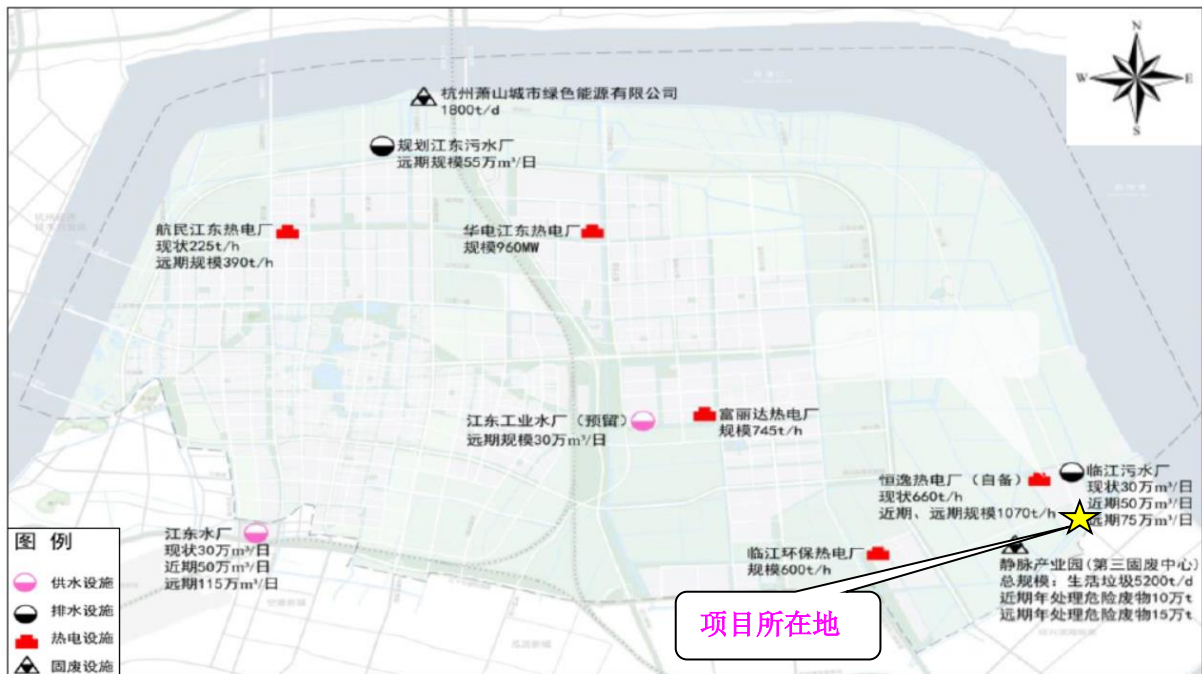 N
W
E
S
杭州萧山城市绿色能源有限公司
1800t/d
规划江东污水厂
远期规模55万m³/日
航民江东热电厂
现状225t/h
远期规模390t/h
华电江东热电厂
规模960MW
江东工业水厂（预留）
远期规模30万m³/日
富丽达热电厂
规模745t/h
恒逸热电厂（自备）
现状660t/h
近期、远期规模1070t/h
临江污水厂
现状30万m³/日
近期50万m³/日
远期75万m³/日
江东水厂
现状30万m³/日
近期50万m³/日
远期115万m³/日
临江环保热电厂
规模600t/h
静脉产业园(第三固废中心)
总规模：生活垃圾5200t/d
近期年处理危险废物10万t
远期年处理危险废物15万t
项目所在地
图 例
供水设施
排水设施
热电设施
固废设施